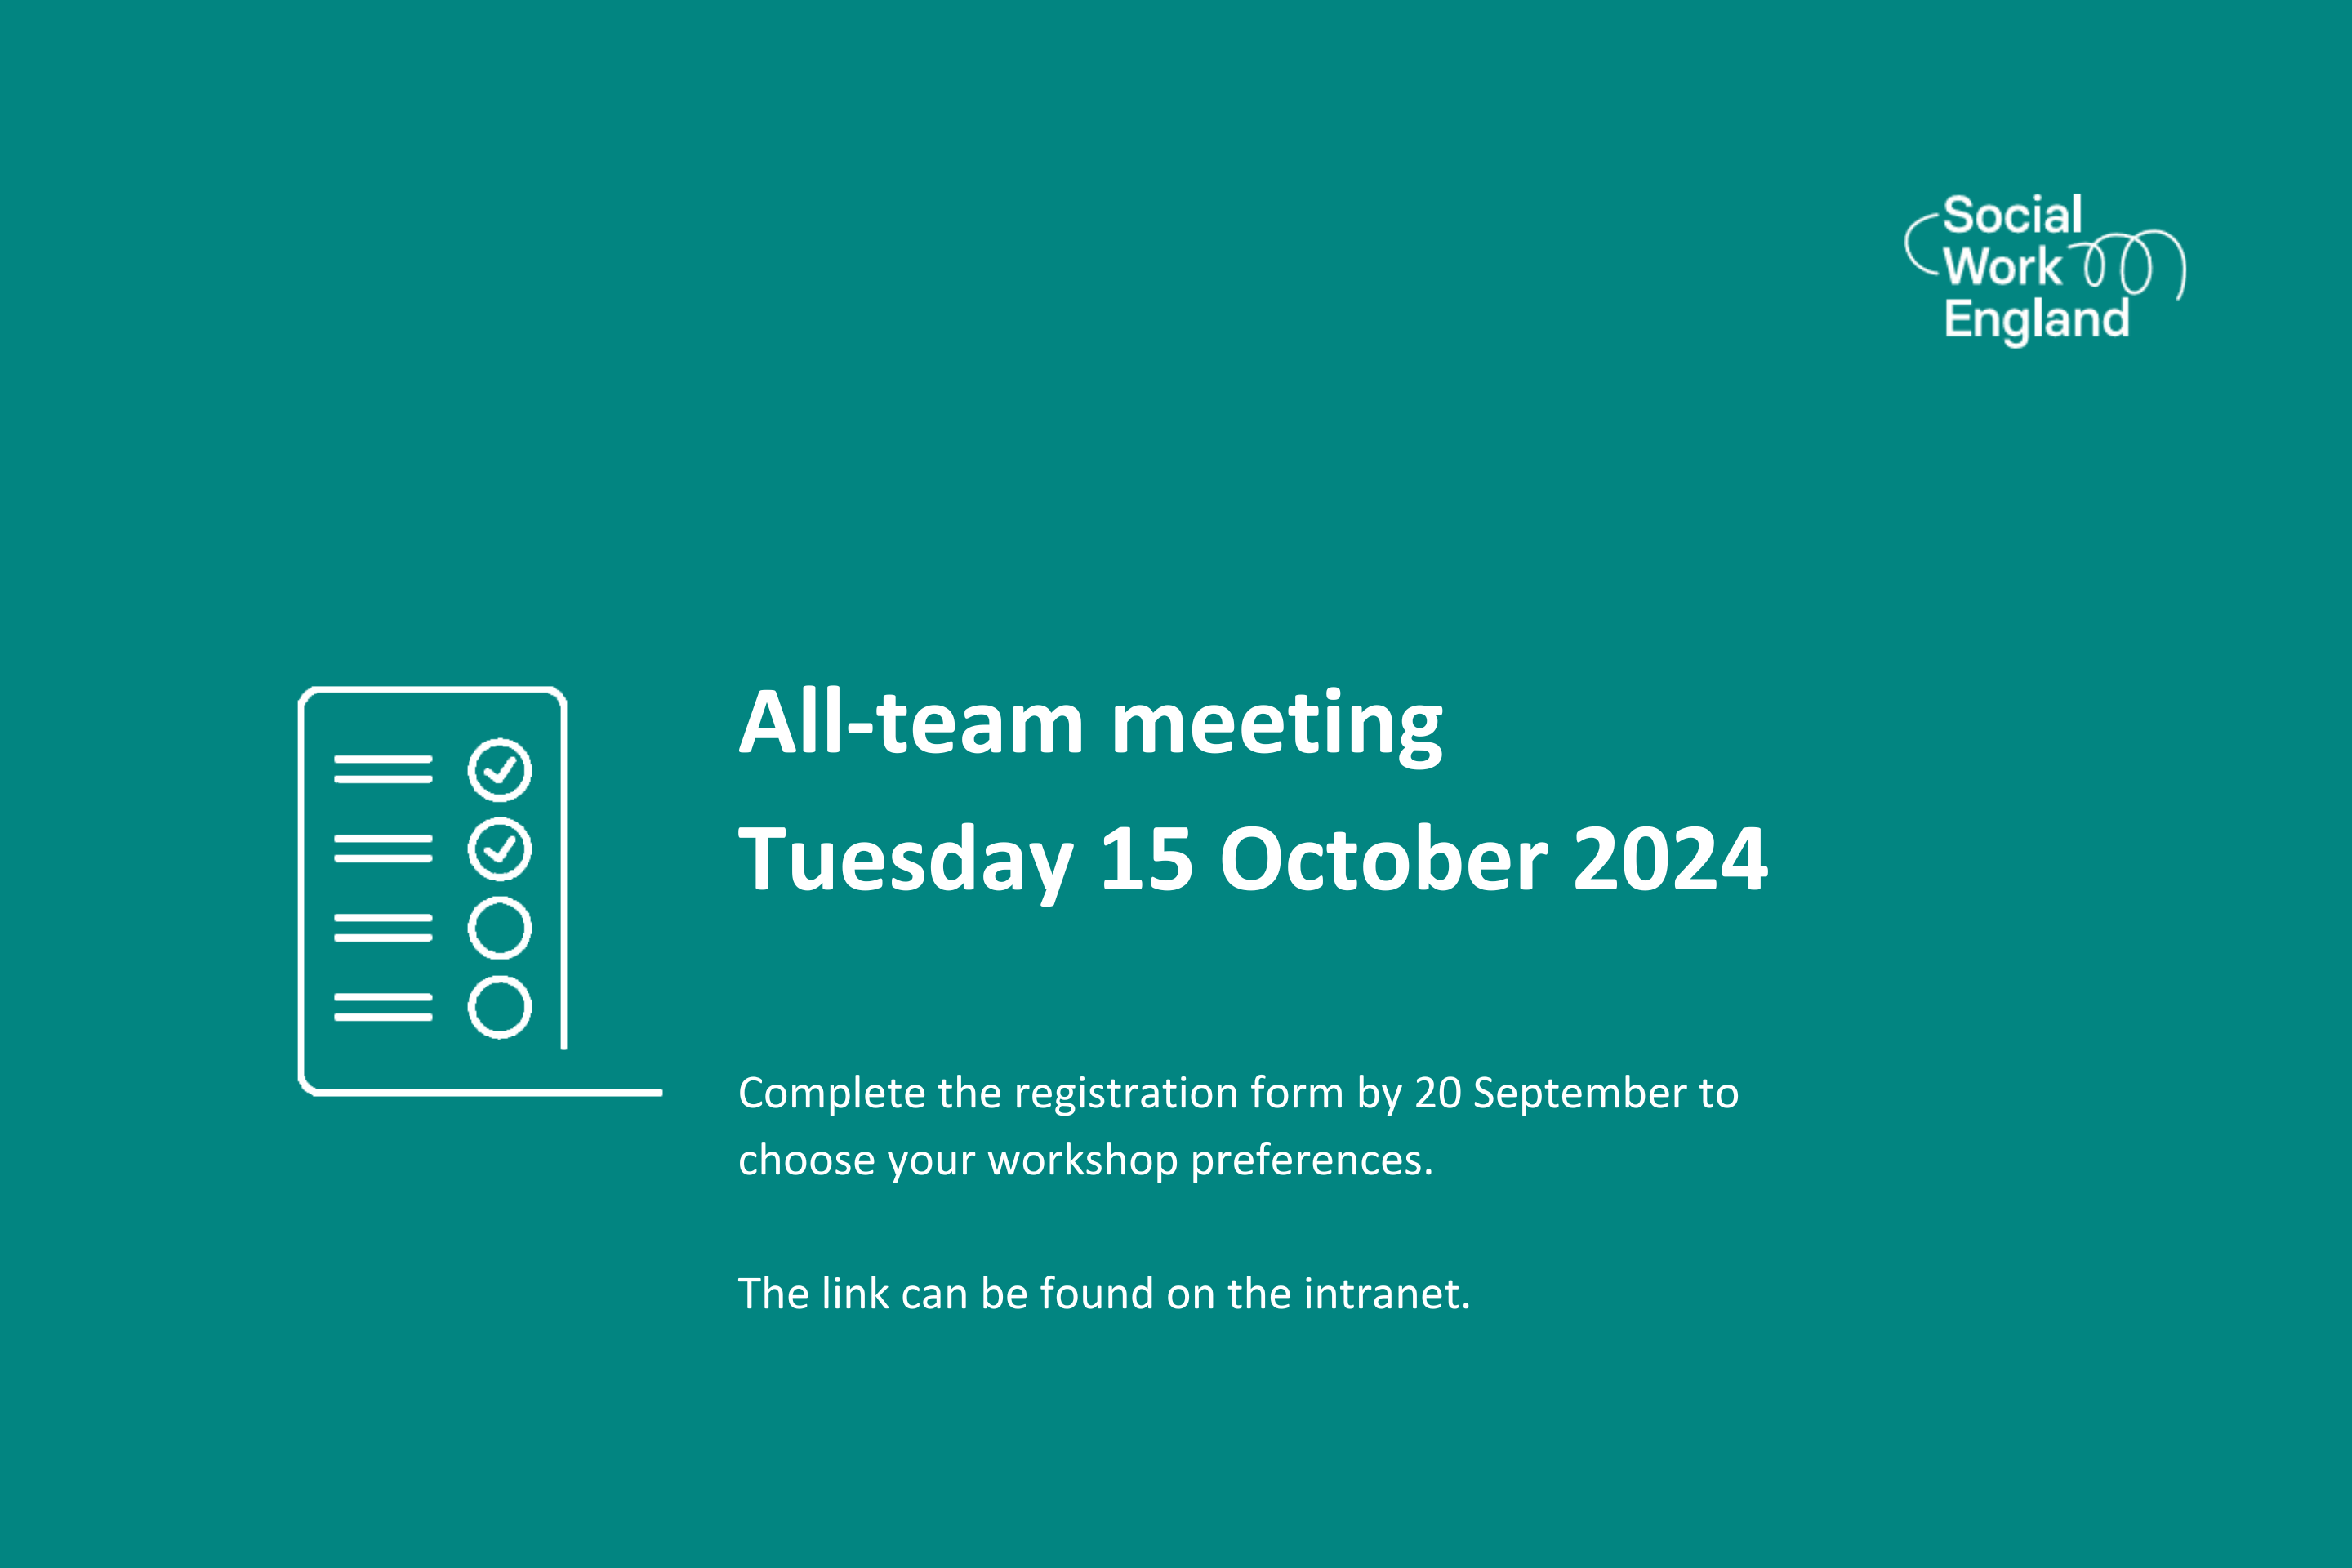 Social
Work
England
All-team meeting
Tuesday 15 October 2024
Complete the registration form by 20 September to
choose your workshop preferences.
The link can be found on the intranet.